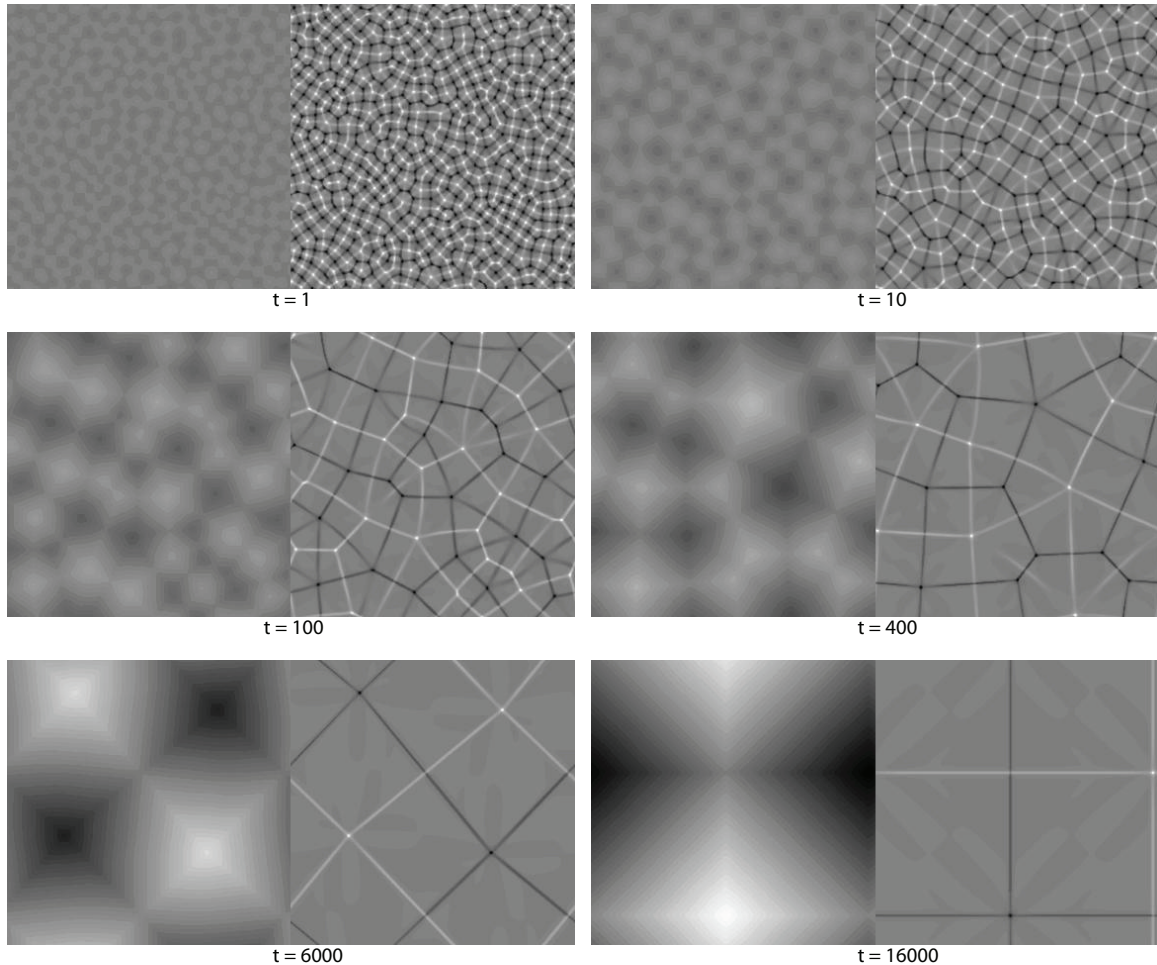 t = 1
t = 10
t = 100
t = 400
t = 6000
t = 16000